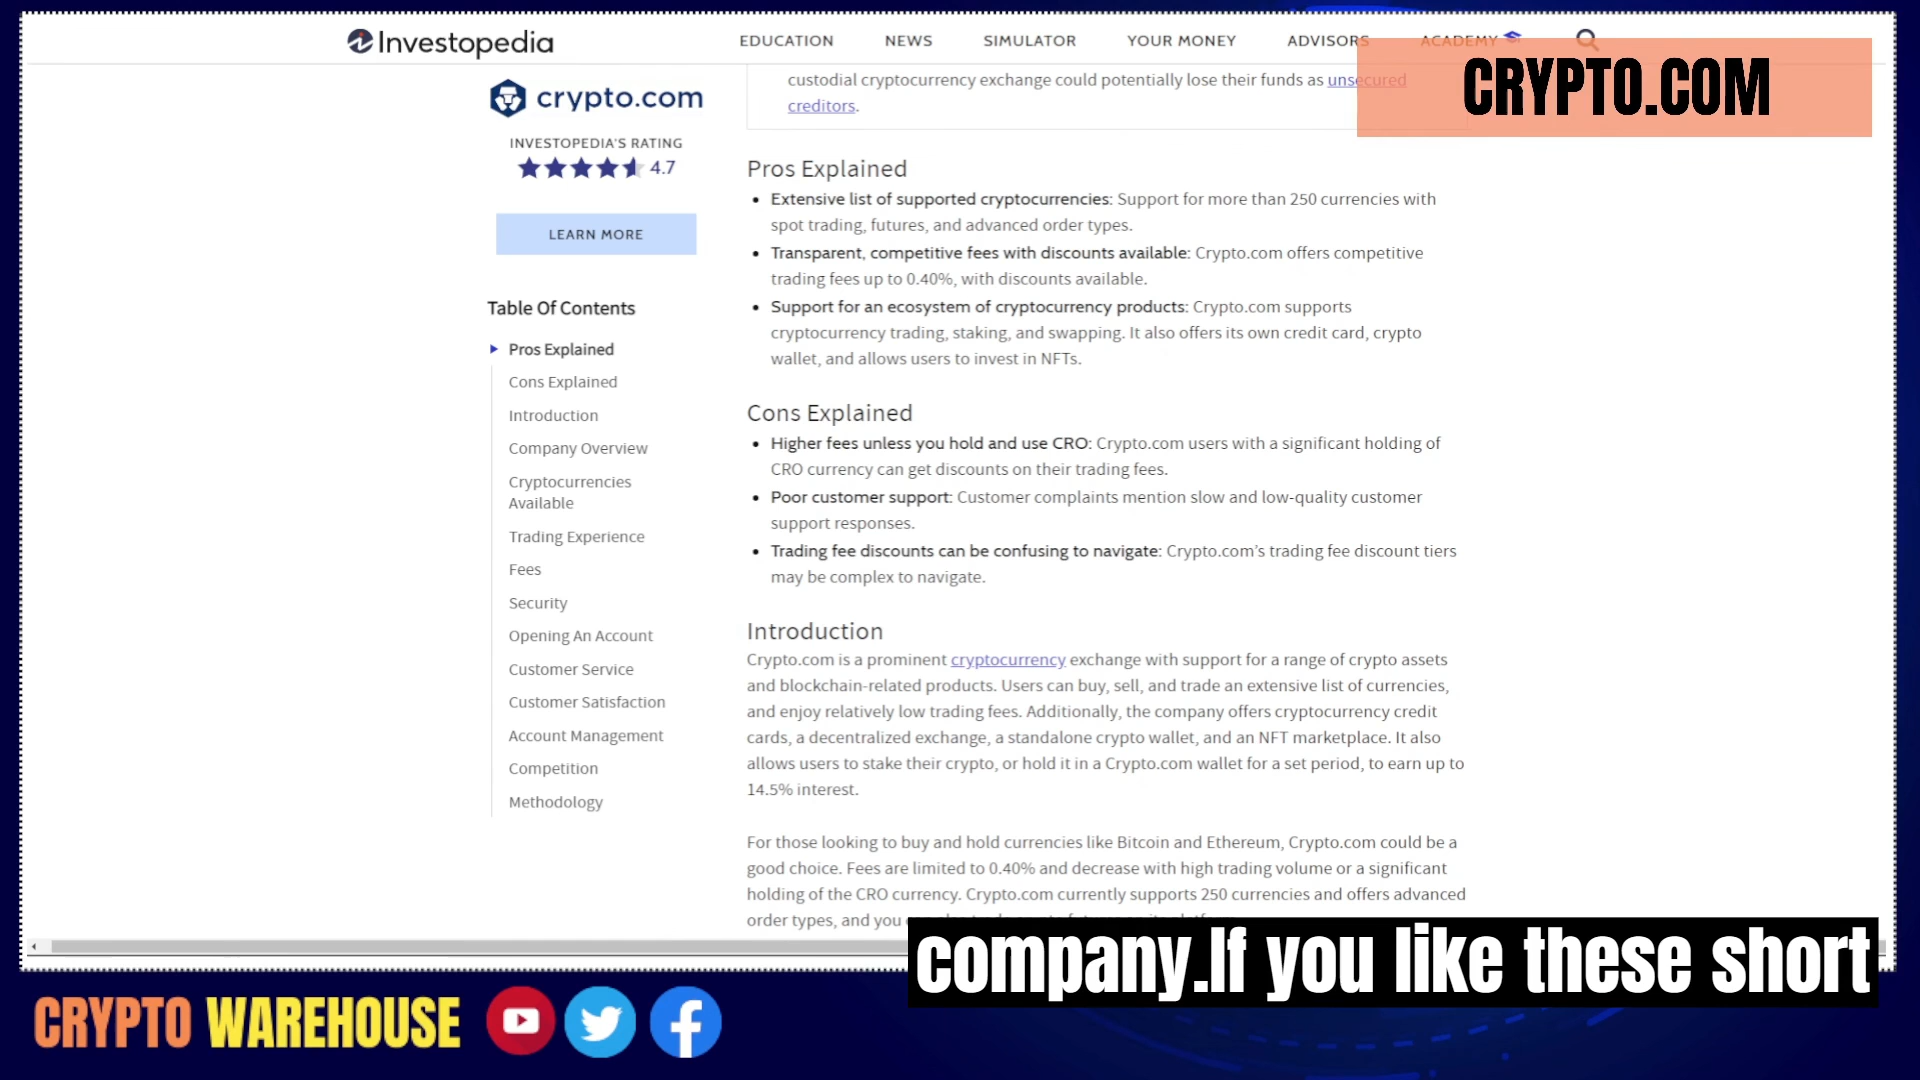 Investopedia
EDUCATION NEWS SIMULATOR YOUR MONEY ADVISORS ACADEMY
CRYPTO.COM
crypto.com
INVESTOPEDIA'S RATING
4.7
LEARN MORE
Table Of Contents
Pros Explained
Cons Explained
Introduction
Company Overview
Cryptocurrencies
Available
Trading Experience
Fees
Security
Opening An Account
Customer Service
Customer Satisfaction
Account Management
Competition
Methodology
custodial cryptocurrency exchange could potentially lose their funds as unsecured
creditors.
Pros Explained
• Extensive list of supported cryptocurrencies: Support for more than 250 currencies with
spot trading, futures, and advanced order types.
• Transparent, competitive fees with discounts available: Crypto.com offers competitive
trading fees up to 0.40%, with discounts available.
• Support for an ecosystem of cryptocurrency products: Crypto.com supports
cryptocurrency trading, staking, and swapping. It also offers its own credit card, crypto
wallet, and allows users to invest in NFTs.
Cons Explained
• Higher fees unless you hold and use CRO: Crypto.com users with a significant holding of
CRO currency can get discounts on their trading fees.
• Poor customer support: Customer complaints mention slow and low-quality customer
support responses.
• Trading fee discounts can be confusing to navigate: Crypto.com's trading fee discount tiers
may be complex to navigate.
Introduction
Crypto.com is a prominent cryptocurrency exchange with support for a range of crypto assets
and blockchain-related products. Users can buy, sell, and trade an extensive list of currencies,
and enjoy relatively low trading fees. Additionally, the company offers cryptocurrency credit
cards, a decentralized exchange, a standalone crypto wallet, and an NFT marketplace. It also
allows users to stake their crypto, or hold it in a Crypto.com wallet for a set period, to earn up to
14.5% interest.
For those looking to buy and hold currencies like Bitcoin and Ethereum, Crypto.com could be a
good choice. Fees are limited to 0.40% and decrease with high trading volume or a significant
holding of the CRO currency. Crypto.com currently supports 250 currencies and offers advanced
order types, and you
company.If you like these short
CRYPTO WAREHOUSE